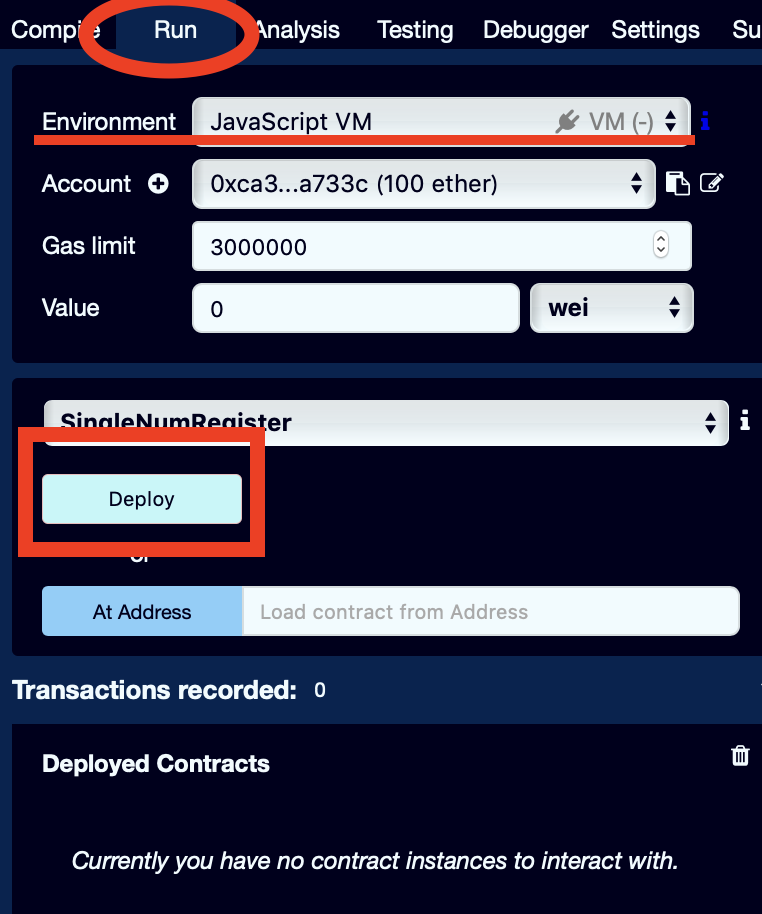 Compile Run Analysis Testing Debugger Settings Su
Environment JavaScript VM VM (-) i
Account 0xca3...a733c (100 ether)
Gas limit 3000000
Value 0 wei
SingleNumRegister i
Deploy
or
At Address Load contract from Address
Transactions recorded: 0
Deployed Contracts
Currently you have no contract instances to interact with.